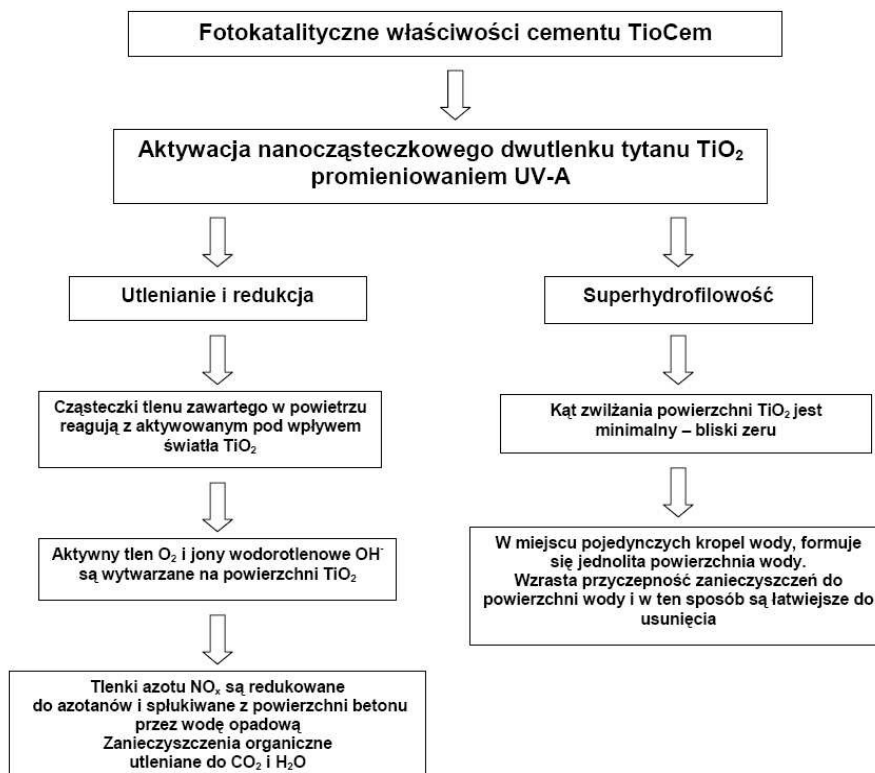 Fotokatalityczne właściwości cementu TioCem
Aktywacja nanocząsteczkowego dwutlenku tytanu TiO₂
promieniowaniem UV-A
Utlenianie i redukcja
Superhydrofilowość
Cząsteczki tlenu zawartego w powietrzu
reagują z aktywowanym pod wpływem
światła TiO₂
Kąt zwilżania powierzchni TiO₂ jest
minimalny – bliski zeru
Aktywny tlen O₂ i jony wodorotlenowe OH⁻
są wytwarzane na powierzchni TiO₂
W miejscu pojedynczych kropel wody, formuje
się jednolita powierzchnia wody.
Wzrasta przyczepność zanieczyszczeń do
powierzchni wody i w ten sposób są łatwiejsze do
usunięcia
Tlenki azotu NOₓ są redukowane
do azotanów i spłukiwane z powierzchni betonu
przez wodę opadową
Zanieczyszczenia organiczne
utleniane do CO₂ i H₂O